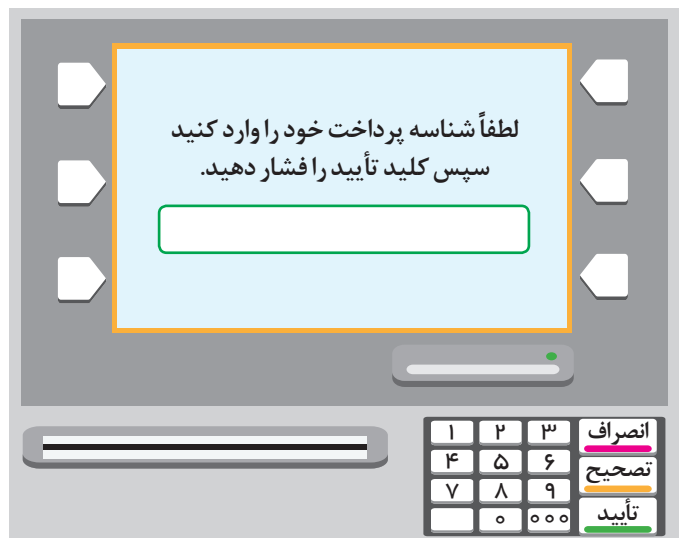 لطفاً شناسه پرداخت خود را وارد کنید
سپس کلید تأیید را فشار دهید.
۱ ۲ ۳ انصراف
۴ ۵ ۶ تصحیح
۷ ۸ ۹
۰ ۰۰۰ تأیید